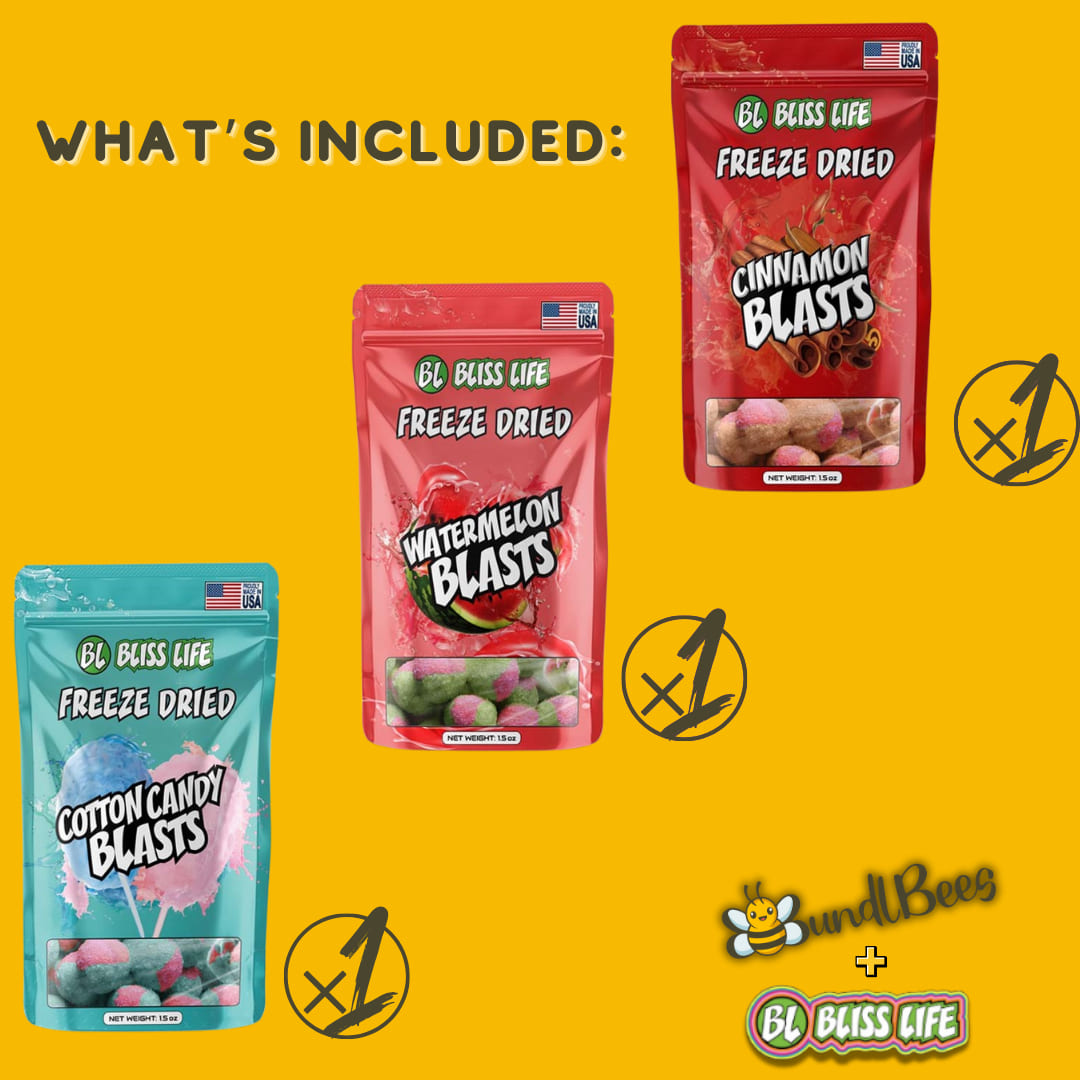 WHAT'S INCLUDED:
PROUDLY
MADE IN
USA
BL BLISS LIFE
FREEZE DRIED
CINNAMON
BLASTS
NET WEIGHT: 1.5 oz
×1
PROUDLY
MADE IN
USA
BL BLISS LIFE
FREEZE DRIED
WATERMELON
BLASTS
NET WEIGHT: 1.5 oz
×1
PROUDLY
MADE IN
USA
BL BLISS LIFE
FREEZE DRIED
COTTON CANDY
BLASTS
NET WEIGHT: 1.5 oz
×1
BundlBees
+
BL BLISS LIFE